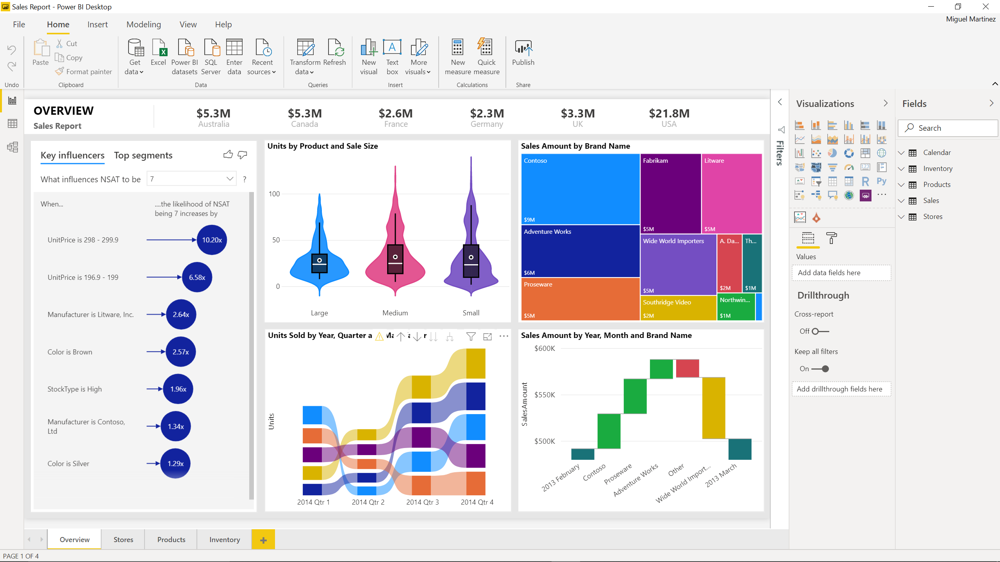 Sales Report - Power BI Desktop
Miguel Martinez
File Home Insert Modeling View Help
Paste
Cut
Copy
Format painter
Get data
Excel
Power BI datasets
SQL Server
Enter data
Recent sources
Transform data
Refresh
New visual
Text box
More visuals
New measure
Quick measure
Publish
Undo Clipboard Data Queries Insert Calculations Share
OVERVIEW
Sales Report
$5.3M
Australia
$5.3M
Canada
$2.6M
France
$2.3M
Germany
$3.3M
UK
$21.8M
USA
Key influencers Top segments
What influences NSAT to be 7 ?
When...
....the likelihood of NSAT
being 7 increases by
UnitPrice is 298 - 299.9 10.20x
UnitPrice is 196.9 - 199 6.58x
Manufacturer is Litware, Inc. 2.64x
Color is Brown 2.57x
StockType is High 1.96x
Manufacturer is Contoso,
Ltd
1.34x
Color is Silver 1.29x
Units by Product and Sale Size
100
50
0
Large Medium Small
Sales Amount by Brand Name
Contoso
$9M
Adventure Works
$6M
Proseware
$5M
Fabrikam
$5M
Litware
$5M
Wide World Importers
$5M
Southridge Video
$2M
A. Da...
$2M
Th...
$1M
Northwin...
$1M
Units Sold by Year, Quarter a
Units
2014 Qtr 1 2014 Qtr 2 2014 Qtr 3 2014 Qtr 4
Sales Amount by Year, Month and Brand Name
SalesAmount
$600K
$550K
$500K
2013 February
Contoso
Proseware
Adventure Works
Other
Wide World Import...
2013 March
Filters
Visualizations
123
R
Py
Values
Add data fields here
Drillthrough
Cross-report
Off
Keep all filters
On
Add drillthrough fields here
Fields
Search
Calendar
Inventory
Products
Sales
Stores
Overview Stores Products Inventory +
PAGE 1 OF 4